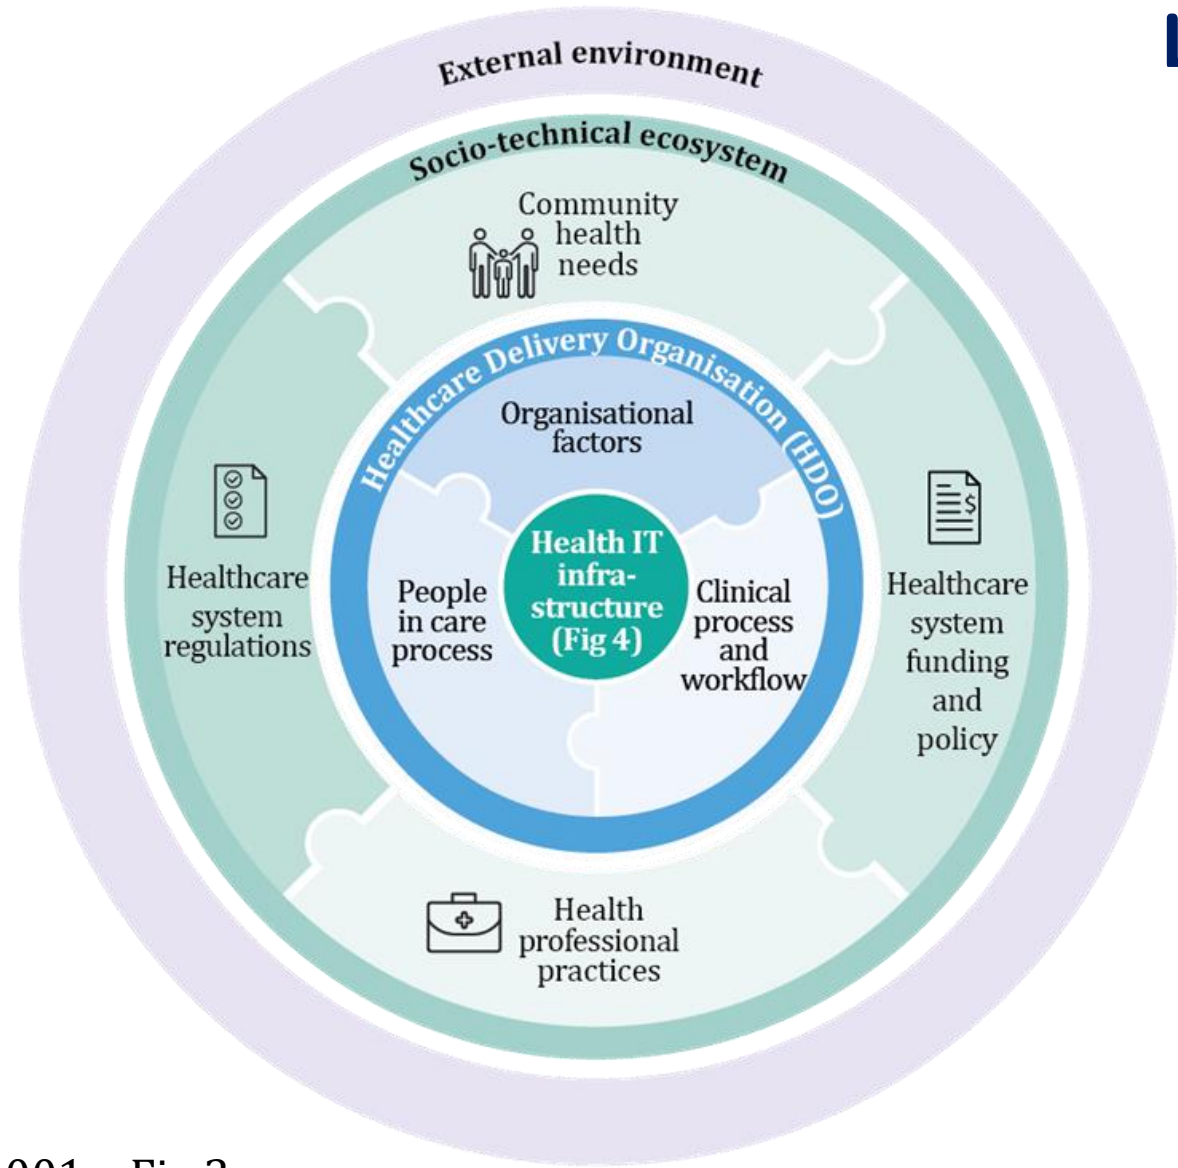 External environment
Socio-technical ecosystem
Community
health
needs
Healthcare Delivery Organisation (HDO)
Organisational
factors
Healthcare
system
regulations
People
in care
process
Health IT
infra-
structure
(Fig 4)
Clinical
process
and
workflow
Healthcare
system
funding
and
policy
Health
professional
practices